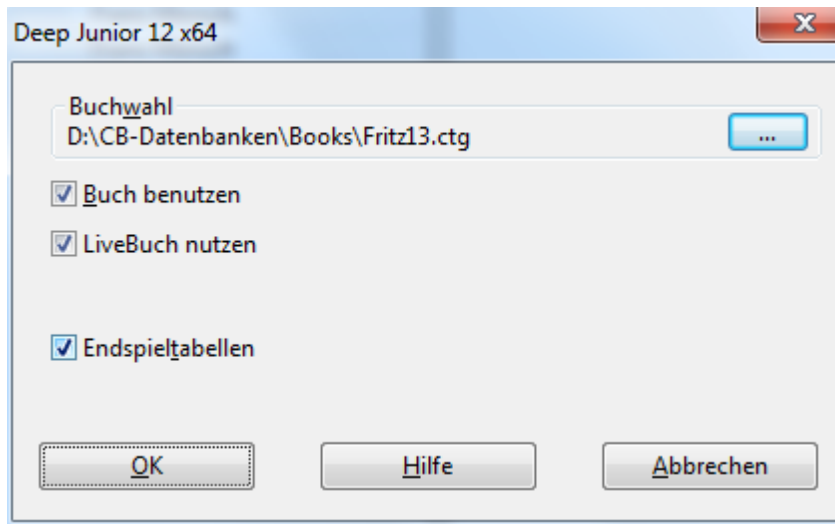 Deep Junior 12 x64
Buchwahl
D:\CB-Datenbanken\Books\Fritz13.ctg
...
Buch benutzen
LiveBuch nutzen
Endspieltabellen
OK
Hilfe
Abbrechen